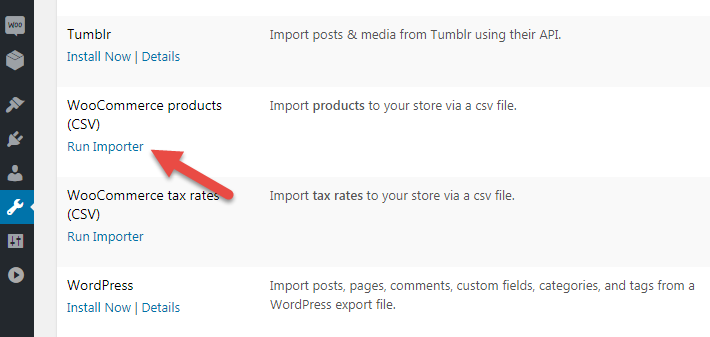 Woo
Tumblr
Import posts & media from Tumblr using their API.
Install Now | Details
WooCommerce products
(CSV)
Import products to your store via a csv file.
Run Importer
WooCommerce tax rates
(CSV)
Import tax rates to your store via a csv file.
Run Importer
WordPress
Import posts, pages, comments, custom fields, categories, and tags from a
WordPress export file.
Install Now | Details